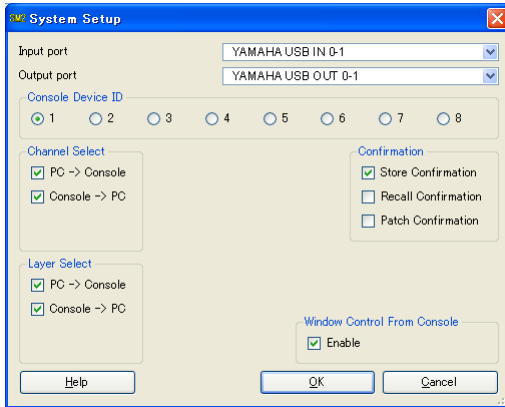 SM2 System Setup
Input port YAMAHA USB IN 0-1
Output port YAMAHA USB OUT 0-1
Console Device ID
1 2 3 4 5 6 7 8
Channel Select
PC -> Console
Console -> PC
Confirmation
Store Confirmation
Recall Confirmation
Patch Confirmation
Layer Select
PC -> Console
Console -> PC
Window Control From Console
Enable
Help OK Cancel